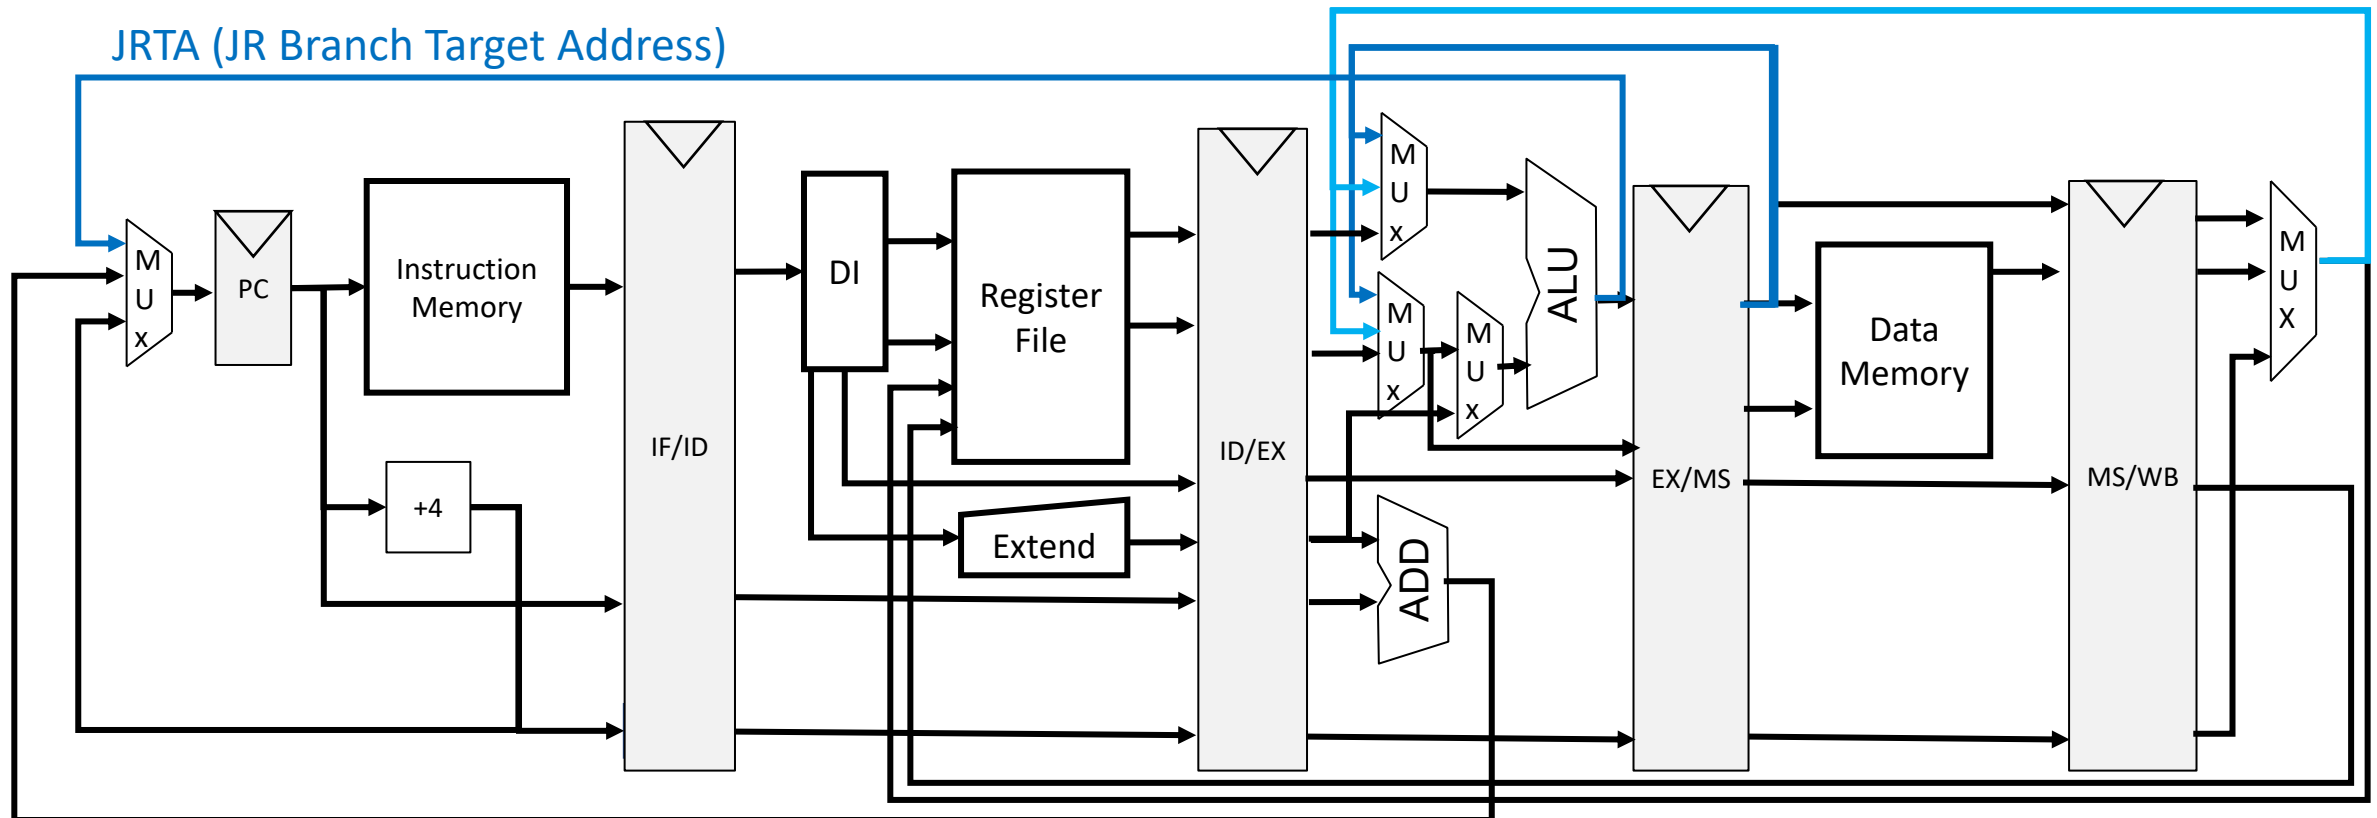 JRTA (JR Branch Target Address)
M
U
x
PC
Instruction
Memory
+4
IF/ID
DI
Register
File
Extend
ID/EX
M
U
x
M
U
x
M
U
x
ALU
ADD
EX/MS
Data
Memory
MS/WB
M
U
X